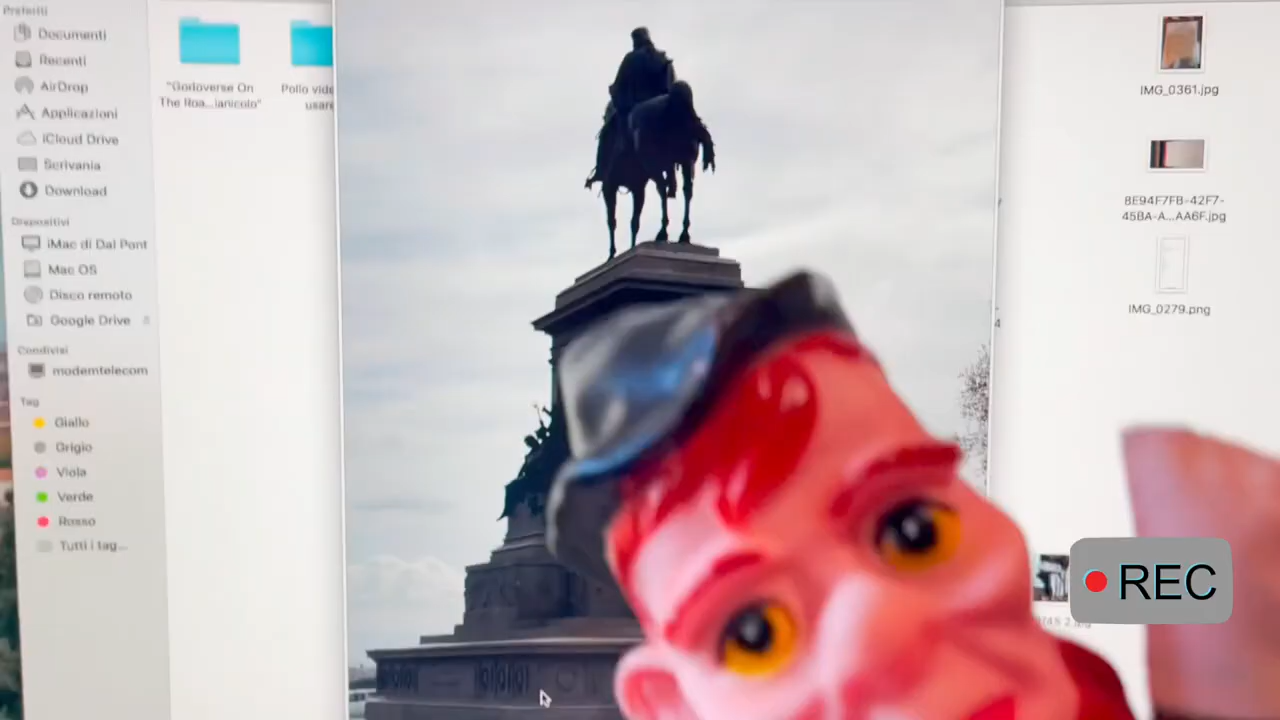 Preferiti
Documenti
Recenti
AirDrop
Applicazioni
iCloud Drive
Scrivania
Download
Dispositivi
iMac di Dal Pont
Mac OS
Disco remoto
Google Drive
Condivisi
modemtelecom
Tag
Giallo
Grigio
Viola
Verde
Rosso
Tutti i tag...
"Godoverse On
The Roa...ianicolo"
Pollo vide
usare
IMG_0361.jpg
8E94F7FB-42F7-
45BA-A...AA6F.jpg
IMG_0279.png
REC